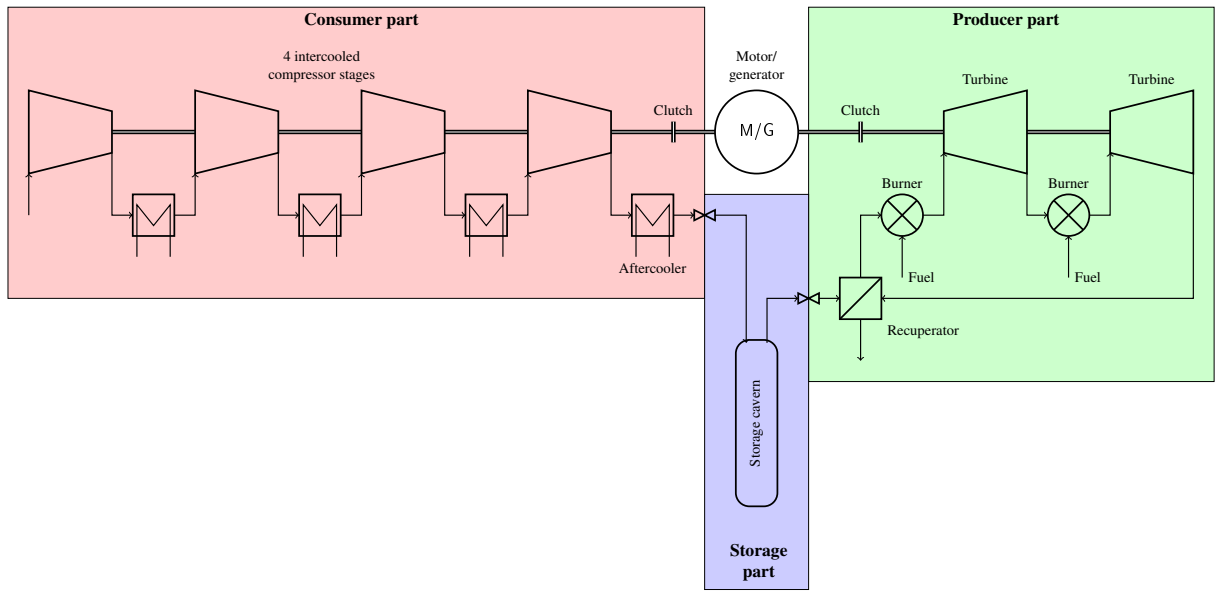 Consumer part
Producer part
4 intercooled
compressor stages
Motor/
generator
Turbine
Turbine
Clutch
Clutch
M/G
Burner
Burner
Aftercooler
Fuel
Fuel
Recuperator
Storage cavern
Storage
part